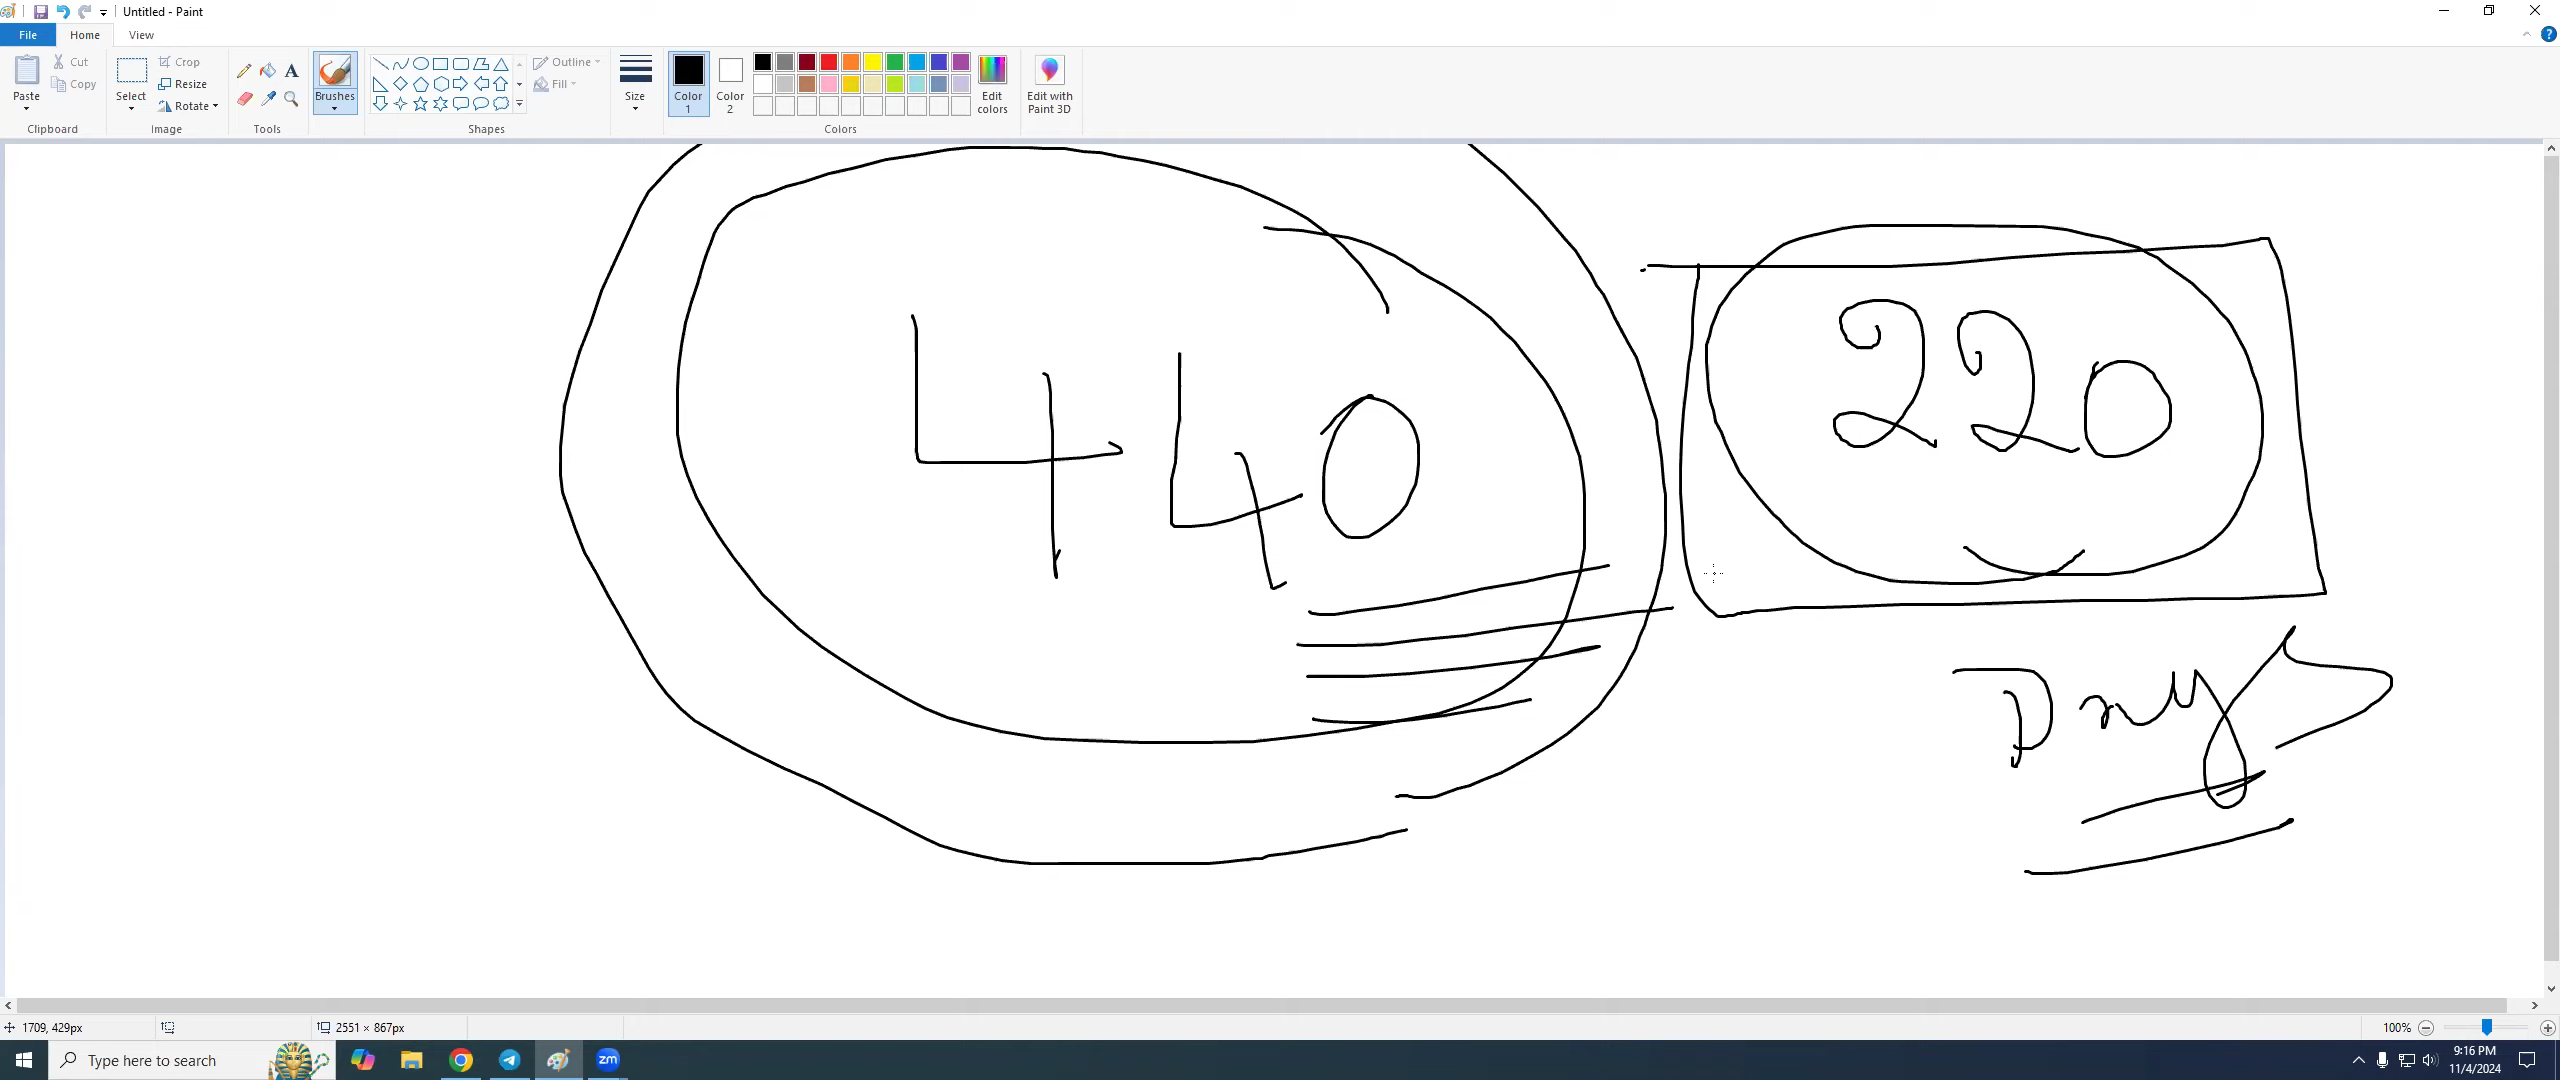 Untitled - Paint
File Home View
Paste
Cut
Copy
Clipboard
Select
Crop
Resize
Rotate
Image
Tools
Brushes
Shapes
Outline
Fill
Size
Color 1
Color 2
Colors
Edit colors
Edit with Paint 3D
440
220
Days
1709, 429px
2551 × 867px
100%
Type here to search
zm
9:16 PM
11/4/2024